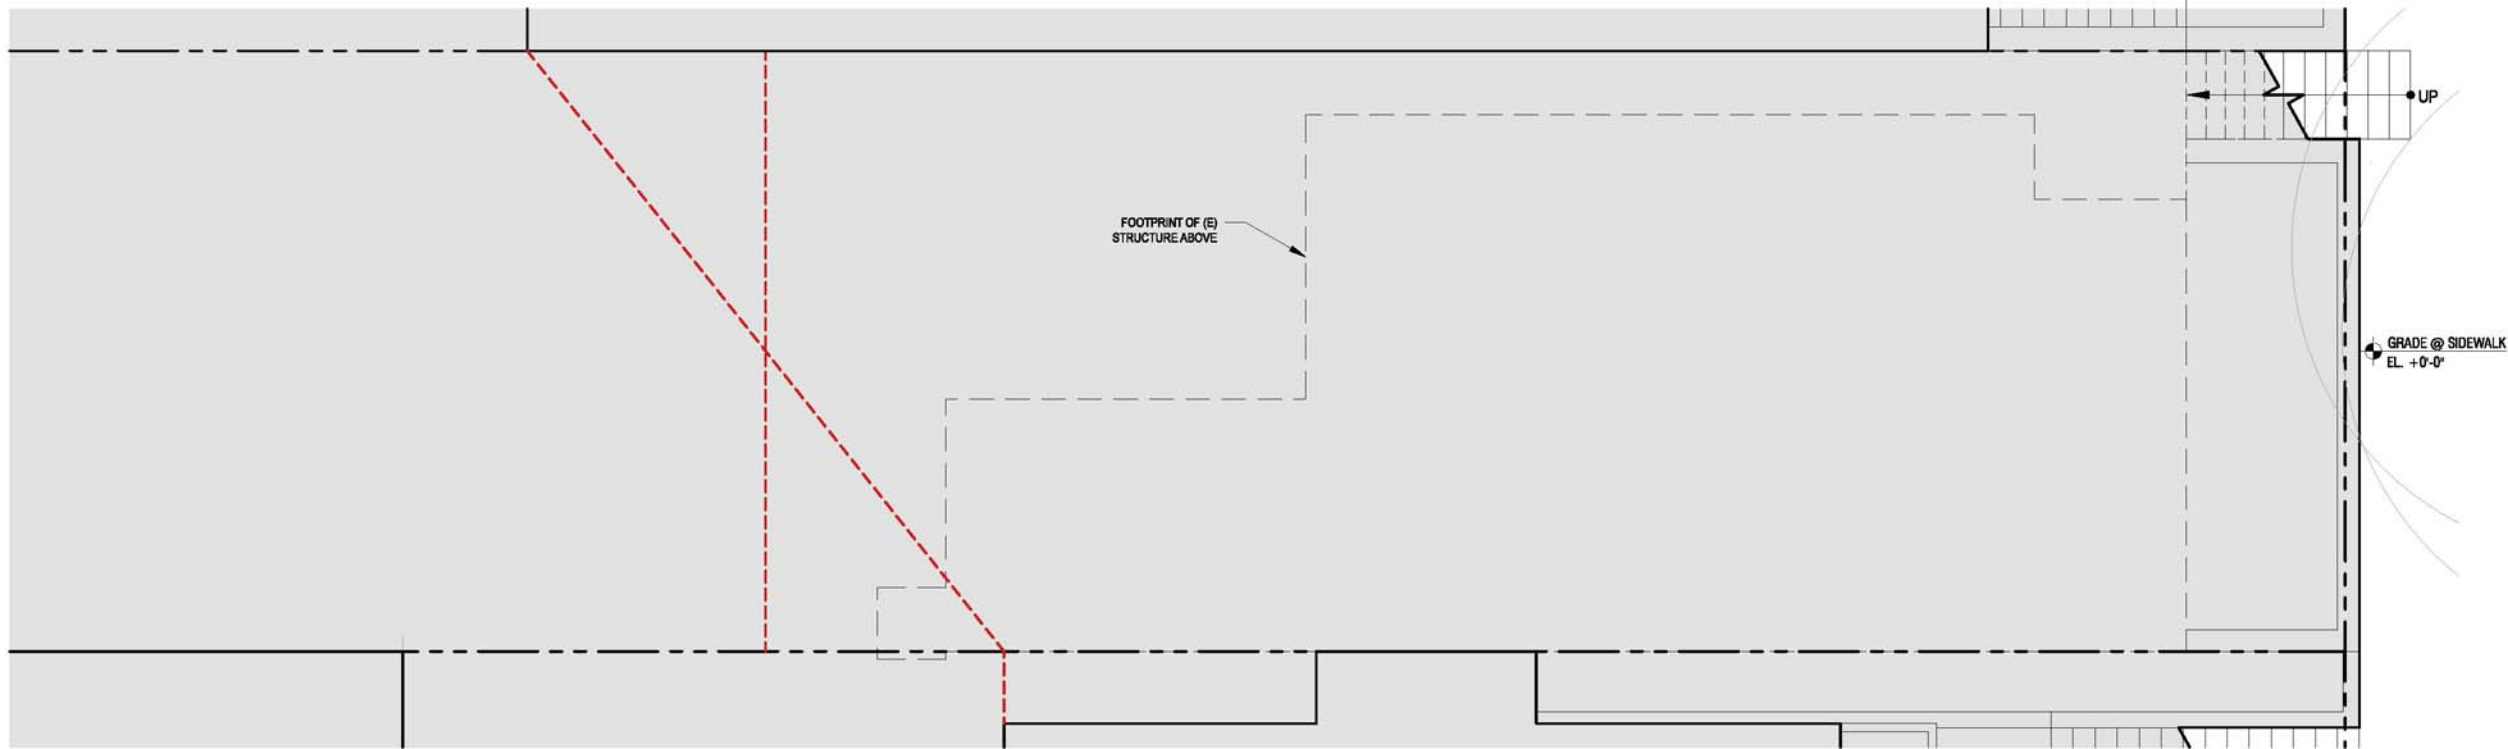 UP
FOOTPRINT OF (E)
STRUCTURE ABOVE
GRADE @ SIDEWALK
EL. +0'-0"